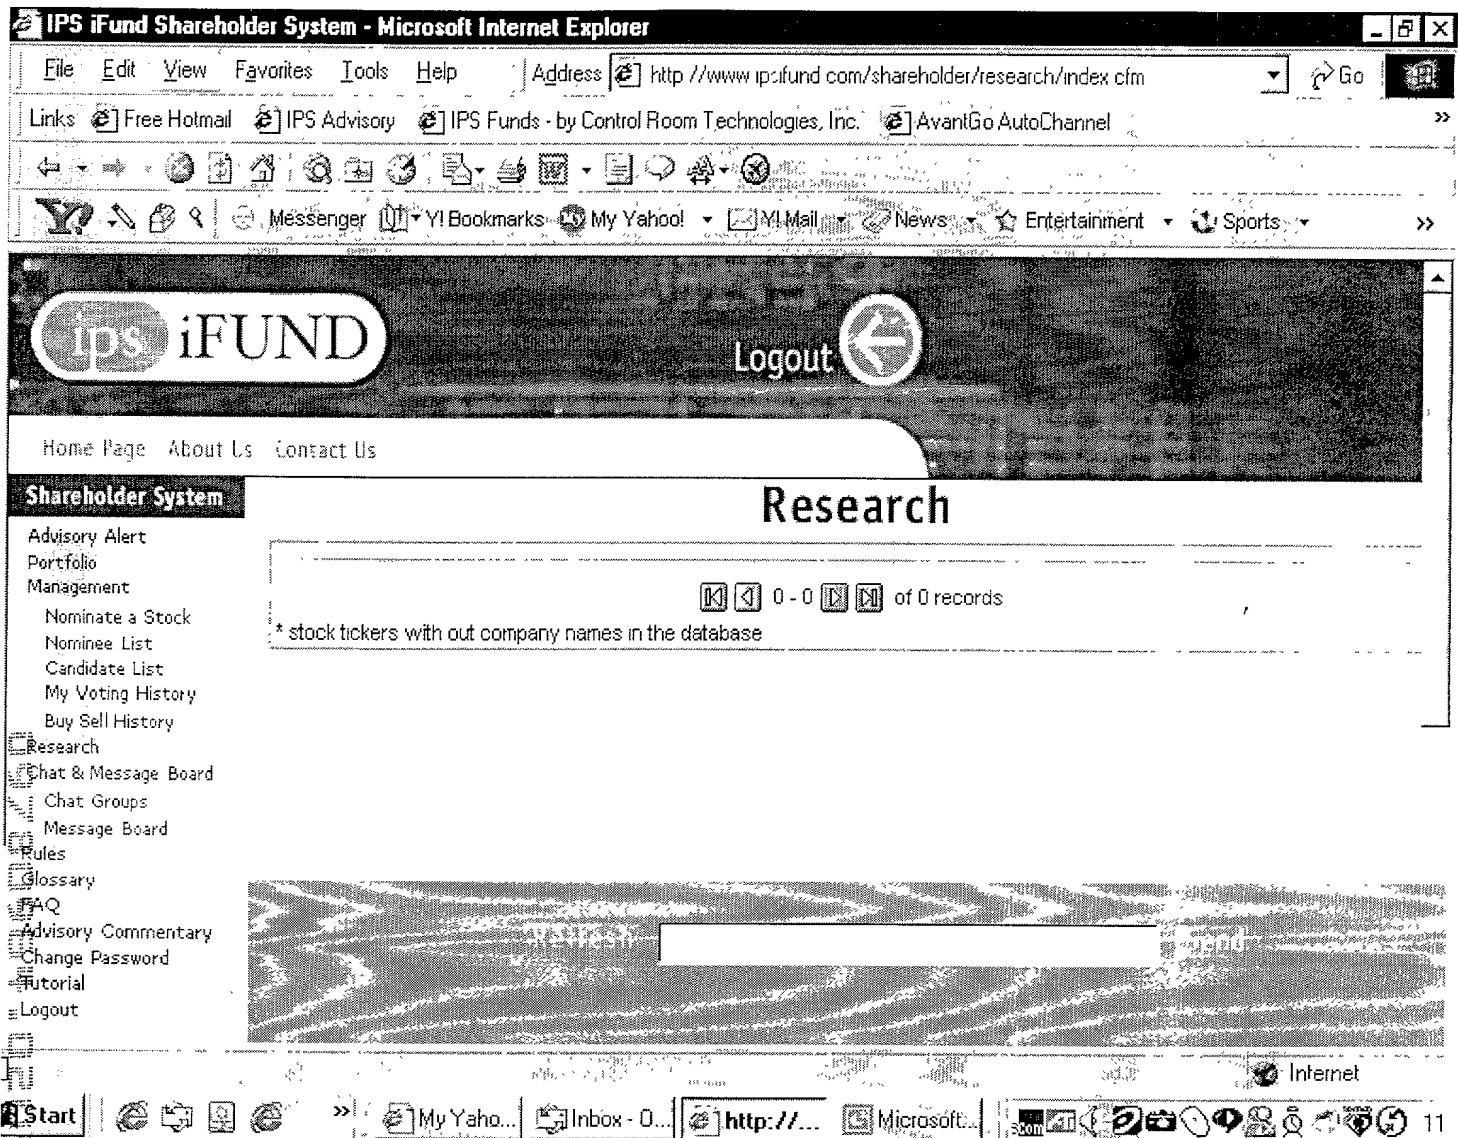 IPS iFund Shareholder System - Microsoft Internet Explorer
File Edit View Favorites Tools Help Address http //www ipsifund com/shareholder/research/index cfm Go
Links Free Hotmail IPS Advisory IPS Funds - by Control Room Technologies, Inc. AvantGo AutoChannel »
Y! Messenger Y! Bookmarks My Yahoo! Y! Mail News Entertainment Sports »
ips iFUND
Logout
Home Page About Us Contact Us
Shareholder System
Research
Advisory Alert
Portfolio
Management
Nominate a Stock
Nominee List
Candidate List
My Voting History
Buy Sell History
Research
Chat & Message Board
Chat Groups
Message Board
Rules
Glossary
FAQ
Advisory Commentary
Change Password
Tutorial
Logout
0 - 0 of 0 records
* stock tickers with out company names in the database
Refresh Send
Internet
Start » My Yaho... Inbox - O... http://... Microsoft... 11